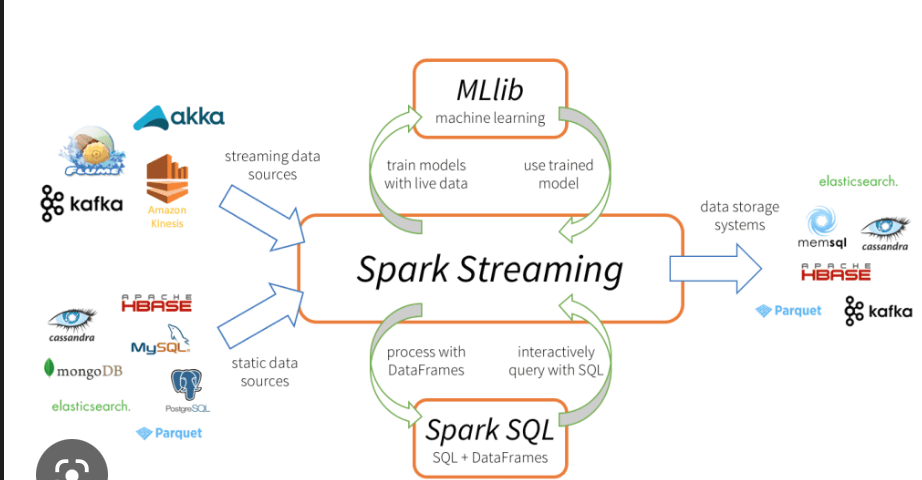 MLlib
machine learning
akka
flume
kafka
Amazon
Kinesis
streaming data
sources
train models
with live data
use trained
model
Spark Streaming
data storage
systems
elasticsearch.
memsql
cassandra
APACHE
HBASE
Parquet
kafka
cassandra
APACHE
HBASE
MySQL
mongoDB
PostgreSQL
elasticsearch.
Parquet
static data
sources
process with
DataFrames
interactively
query with SQL
Spark SQL
SQL + DataFrames